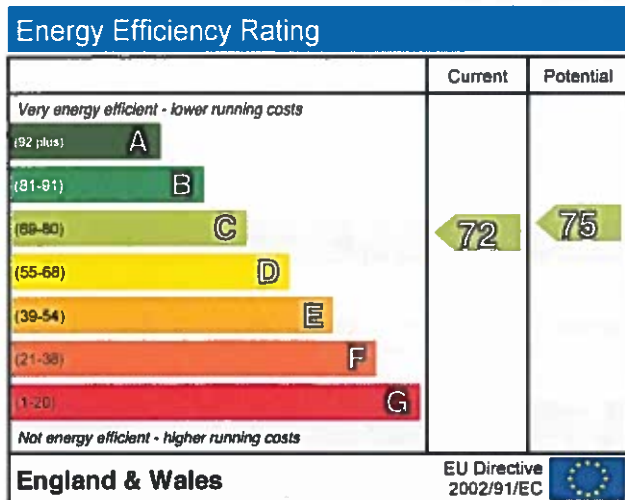 Energy Efficiency Rating
Current Potential
Very energy efficient - lower running costs
(92 plus) A
(81-91) B
(69-80) C 72 75
(55-68) D
(39-54) E
(21-38) F
(1-20) G
Not energy efficient - higher running costs
England & Wales
EU Directive
2002/91/EC